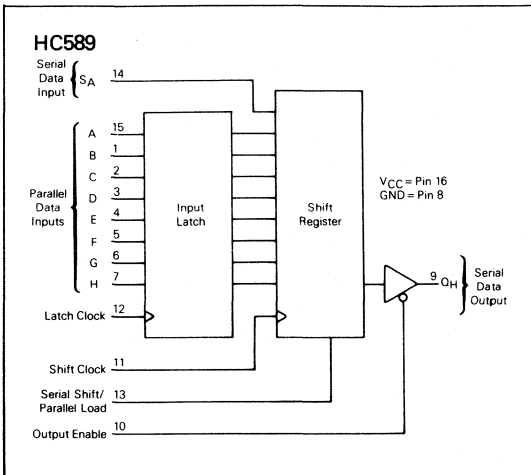 HC589
Serial
Data
Input
SA
14
A 15
B 1
C 2
D 3
E 4
F 5
G 6
H 7
Parallel
Data
Inputs
Input
Latch
Shift
Register
VCC = Pin 16
GND = Pin 8
9 QH
Serial
Data
Output
Latch Clock 12
Shift Clock 11
Serial Shift/
Parallel Load
13
Output Enable 10